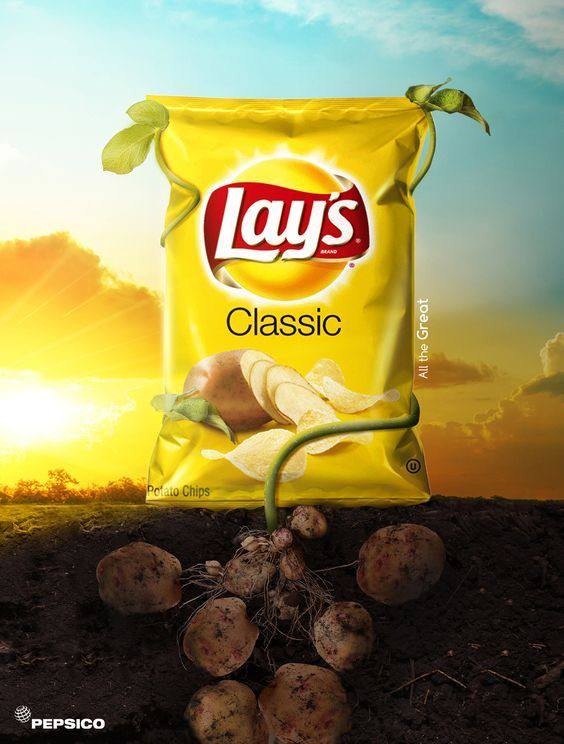 Lay's
BRAND
®
Classic
All the Great
U
Potato Chips
PEPSICO